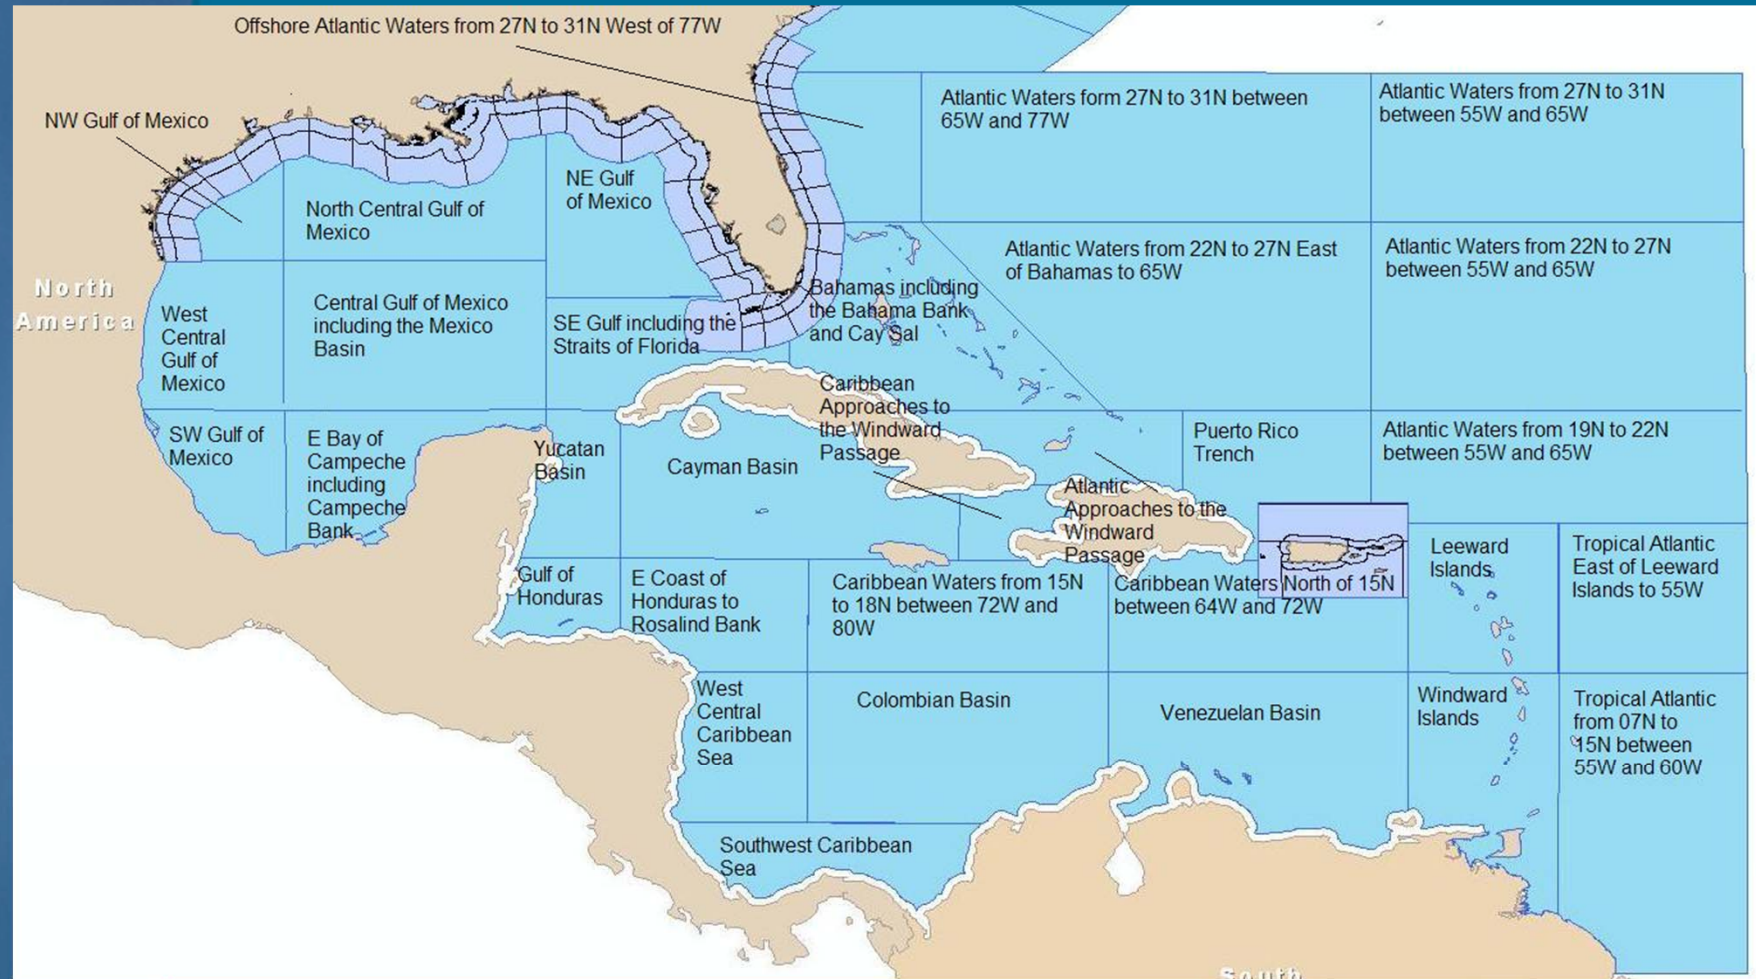 Offshore Atlantic Waters from 27N to 31N West of 77W
NW Gulf of Mexico
Atlantic Waters form 27N to 31N between
65W and 77W
Atlantic Waters from 27N to 31N
between 55W and 65W
NE Gulf
of Mexico
North Central Gulf of
Mexico
Atlantic Waters from 22N to 27N East
of Bahamas to 65W
Atlantic Waters from 22N to 27N
between 55W and 65W
North
America
West
Central
Gulf of
Mexico
Central Gulf of Mexico
including the Mexico
Basin
SE Gulf including the
Straits of Florida
Bahamas including
the Bahama Bank
and Cay Sal
Caribbean
Approaches to
the Windward
Passage
SW Gulf of
Mexico
E Bay of
Campeche
including
Campeche
Bank
Yucatan
Basin
Cayman Basin
Puerto Rico
Trench
Atlantic Waters from 19N to 22N
between 55W and 65W
Atlantic
Approaches to the
Windward
Passage
Leeward
Islands
Tropical Atlantic
East of Leeward
Islands to 55W
Gulf of
Honduras
E Coast of
Honduras to
Rosalind Bank
Caribbean Waters from 15N
to 18N between 72W and
80W
Caribbean Waters North of 15N
between 64W and 72W
West
Central
Caribbean
Sea
Colombian Basin
Venezuelan Basin
Windward
Islands
Tropical Atlantic
from 07N to
15N between
55W and 60W
Southwest Caribbean
Sea
South